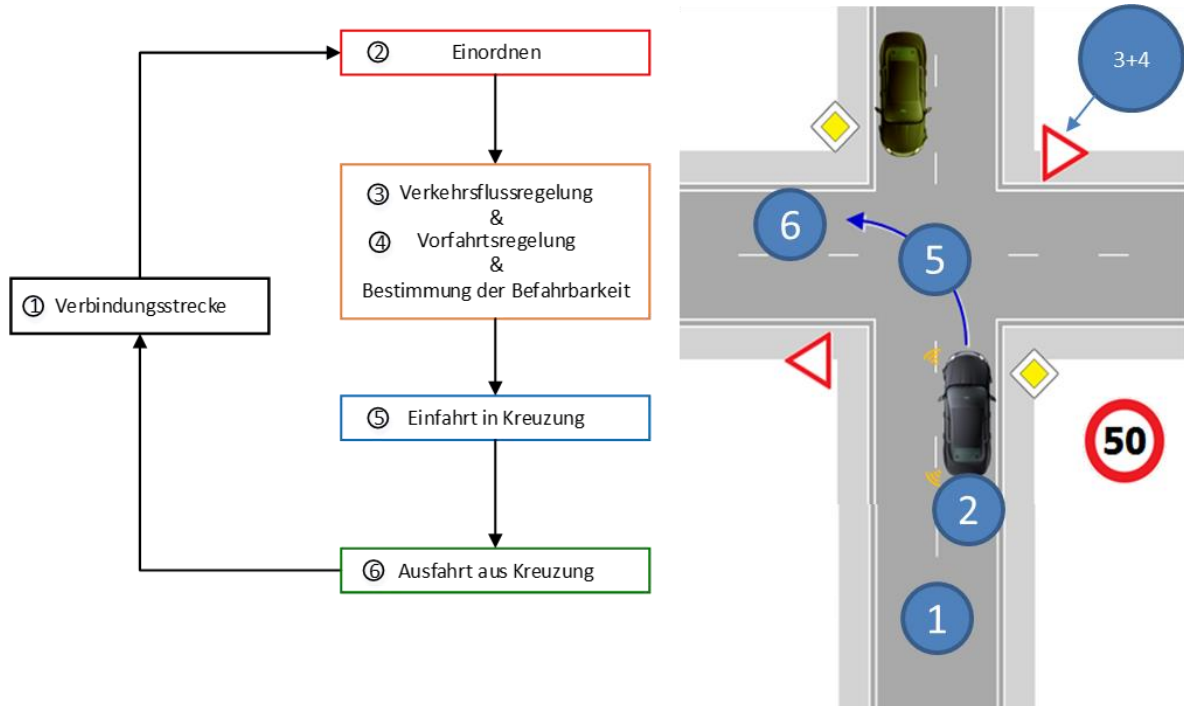 ② Einordnen
③ Verkehrsflussregelung
&
④ Vorfahrtsregelung
&
Bestimmung der Befahrbarkeit
① Verbindungsstrecke
⑤ Einfahrt in Kreuzung
⑥ Ausfahrt aus Kreuzung
3+4
6
5
50
2
1